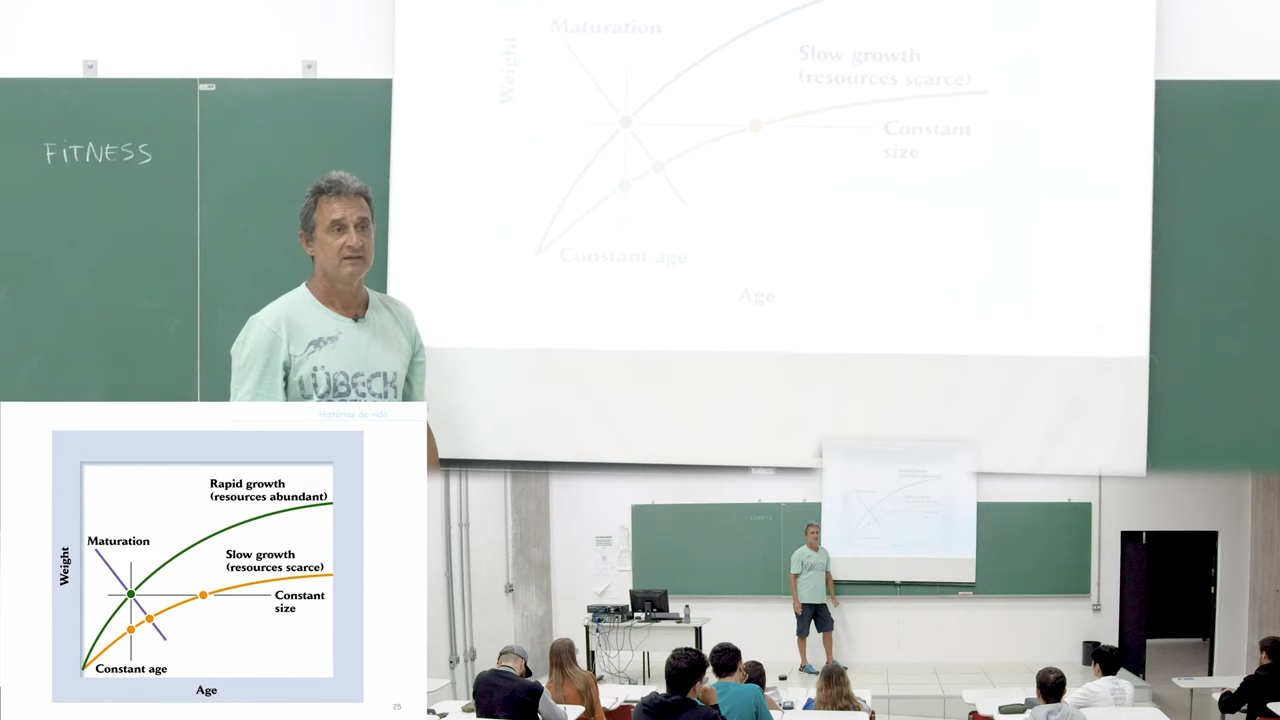 FiTNESS
Maturation
Weight
Slow growth
(resources scarce)
Constant
size
Constant age
Age
LÜBECK
Histórias de vida
Rapid growth
(resources abundant)
Maturation
Weight
Slow growth
(resources scarce)
Constant
size
Constant age
Age
25